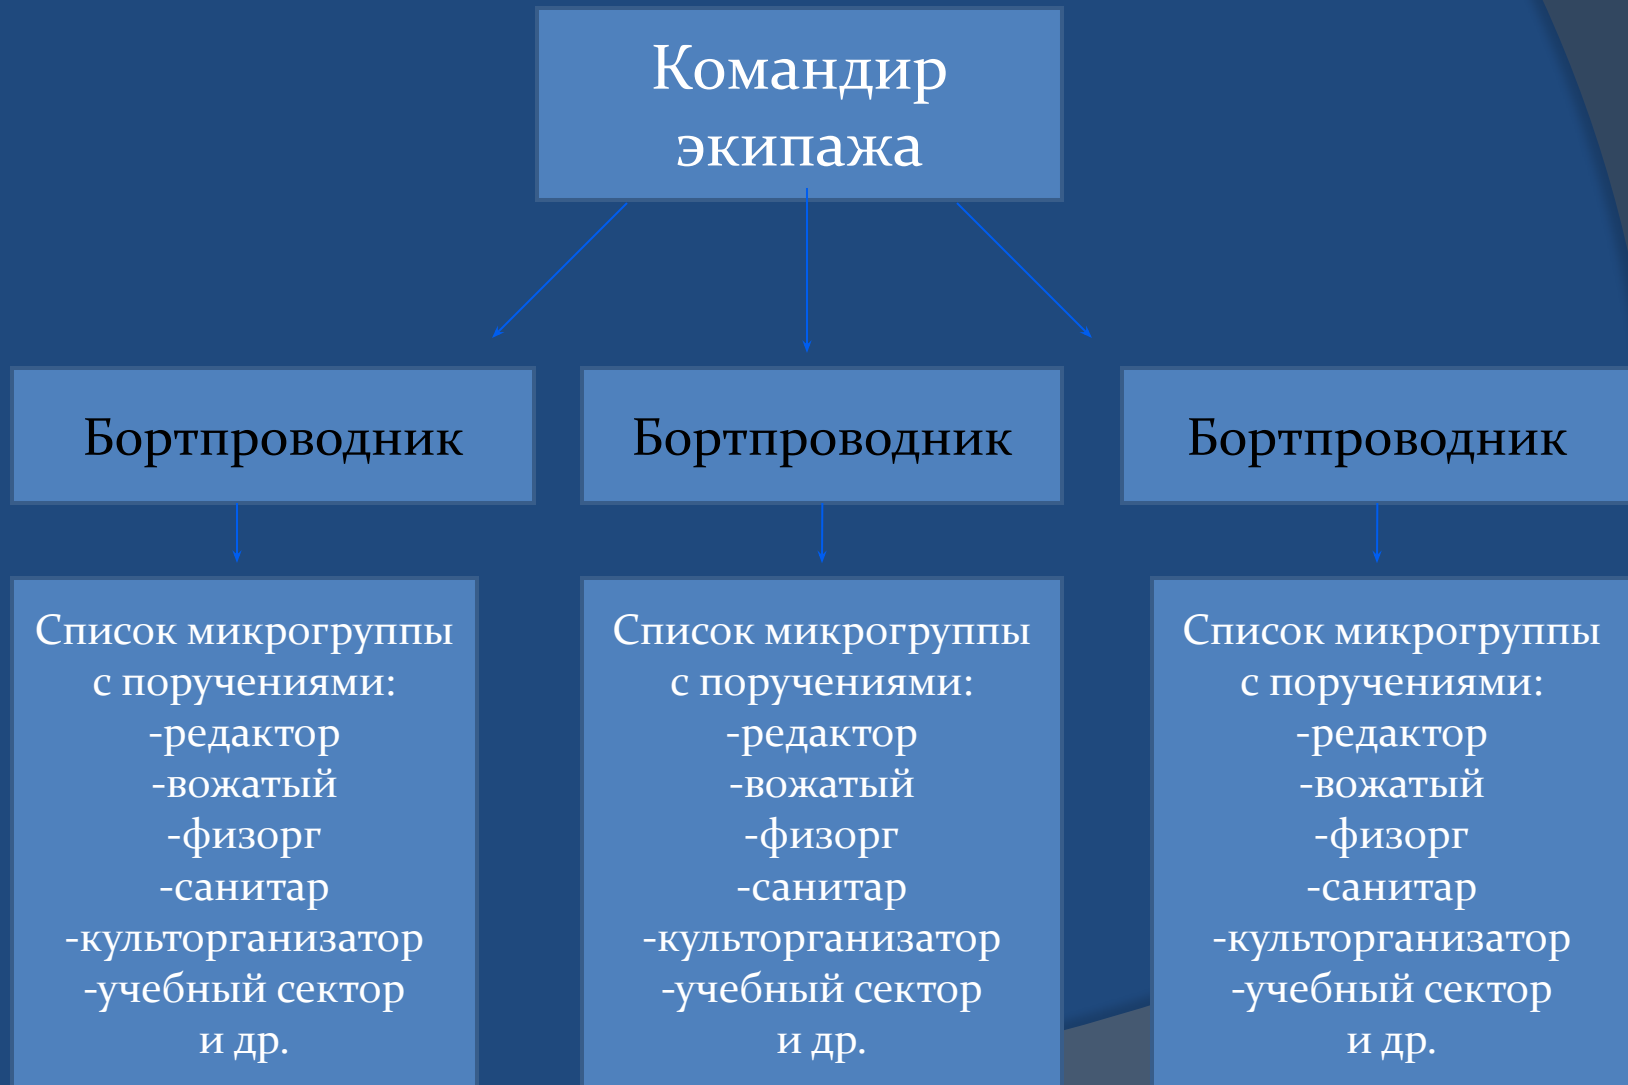 Командир
экипажа
Бортпроводник
Бортпроводник
Бортпроводник
Список микрогруппы
с поручениями:
-редактор
-вожатый
-физорг
-санитар
-культорганизатор
-учебный сектор
и др.
Список микрогруппы
с поручениями:
-редактор
-вожатый
-физорг
-санитар
-культорганизатор
-учебный сектор
и др.
Список микрогруппы
с поручениями:
-редактор
-вожатый
-физорг
-санитар
-культорганизатор
-учебный сектор
и др.